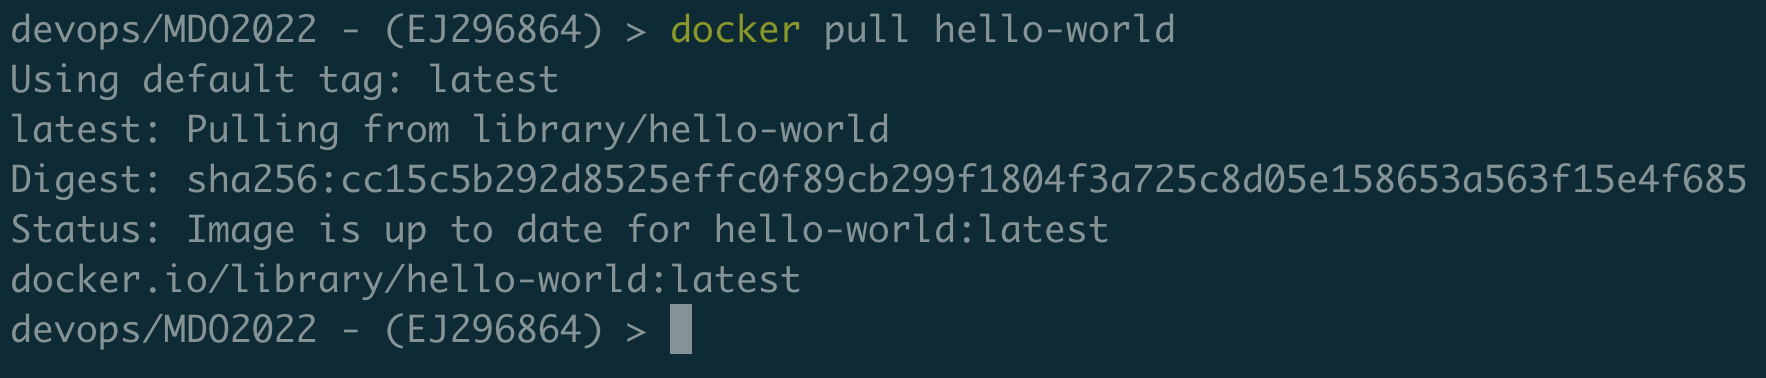 devops/MDO2022 - (EJ296864) > docker pull hello-world
Using default tag: latest
latest: Pulling from library/hello-world
Digest: sha256:cc15c5b292d8525effc0f89cb299f1804f3a725c8d05e158653a563f15e4f685
Status: Image is up to date for hello-world:latest
docker.io/library/hello-world:latest
devops/MDO2022 - (EJ296864) >